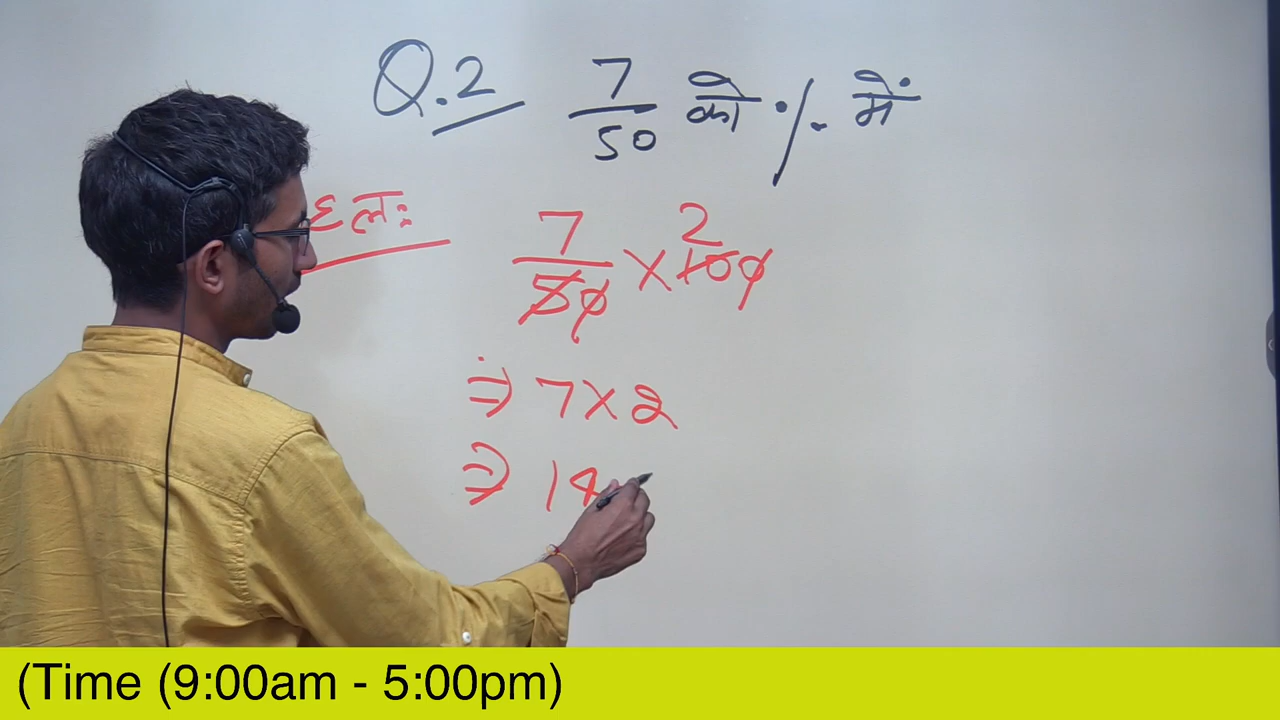 Q.2 7/50 को % में
हलः 7/50 × 100 2
⇒ 7×2
⇒ 14
(Time (9:00am - 5:00pm)